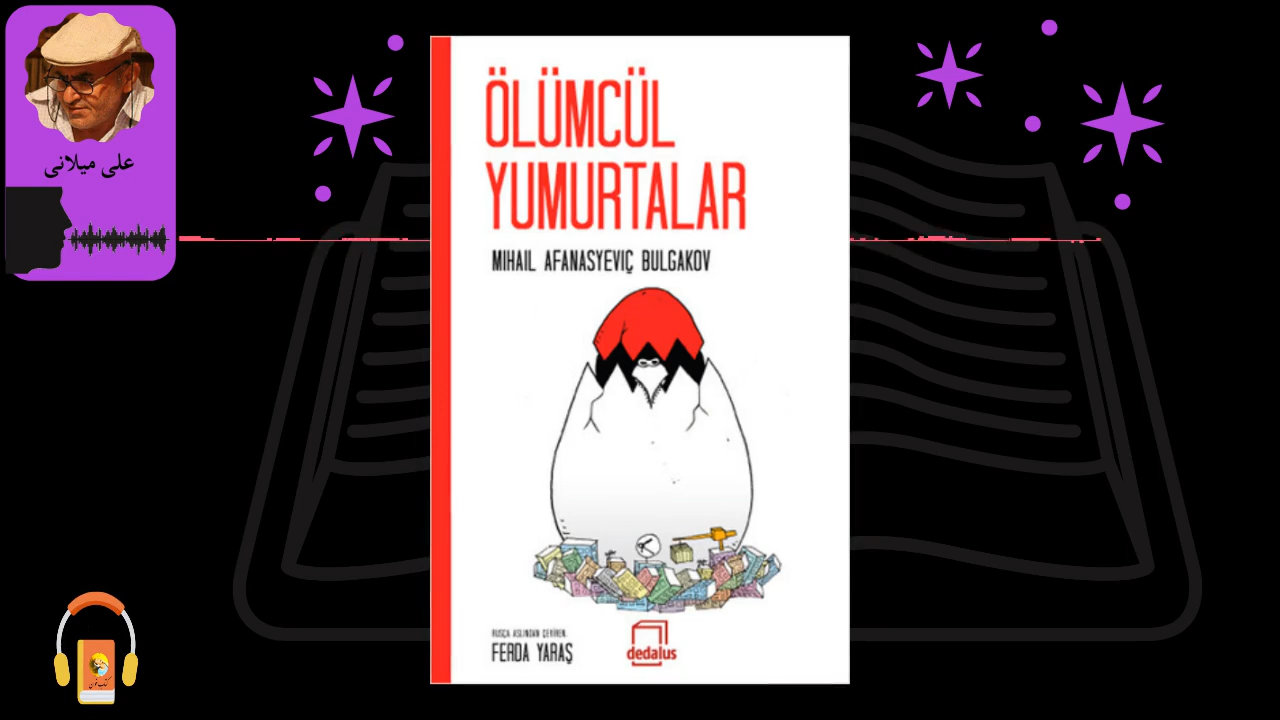 علی میلانی
ÖLÜMCÜL
YUMURTALAR
MIHAIL AFANASYEVIÇ BULGAKOV
RUSÇA ASLINDAN ÇEVİREN:
FERDA YARAŞ
dedalus